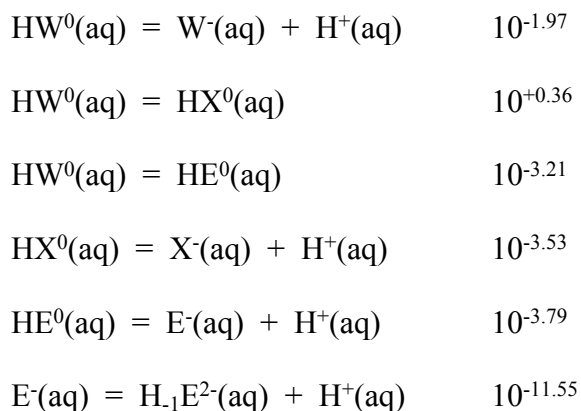 HW⁰(aq) = W⁻(aq) + H⁺(aq) 10⁻¹·⁹⁷
HW⁰(aq) = HX⁰(aq) 10⁺⁰·³⁶
HW⁰(aq) = HE⁰(aq) 10⁻³·²¹
HX⁰(aq) = X⁻(aq) + H⁺(aq) 10⁻³·⁵³
HE⁰(aq) = E⁻(aq) + H⁺(aq) 10⁻³·⁷⁹
E⁻(aq) = H₋₁E²⁻(aq) + H⁺(aq) 10⁻¹¹·⁵⁵